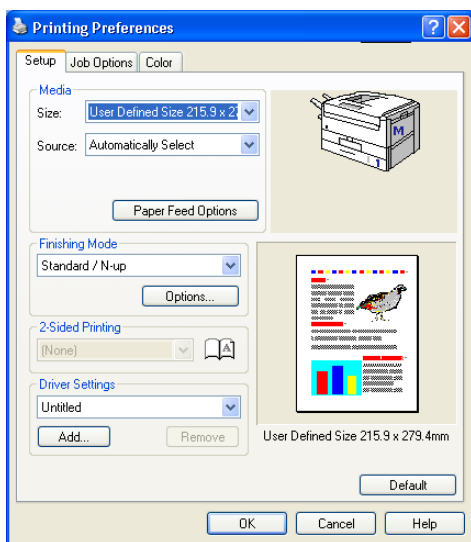 Printing Preferences
Setup
Job Options
Color
Media
Size:
User Defined Size 215.9 x 27
Source:
Automatically Select
M
1
Paper Feed Options
Finishing Mode
Standard / N-up
Options...
2-Sided Printing
(None)
A
Driver Settings
Untitled
Add...
Remove
User Defined Size 215.9 x 279.4mm
Default
OK
Cancel
Help